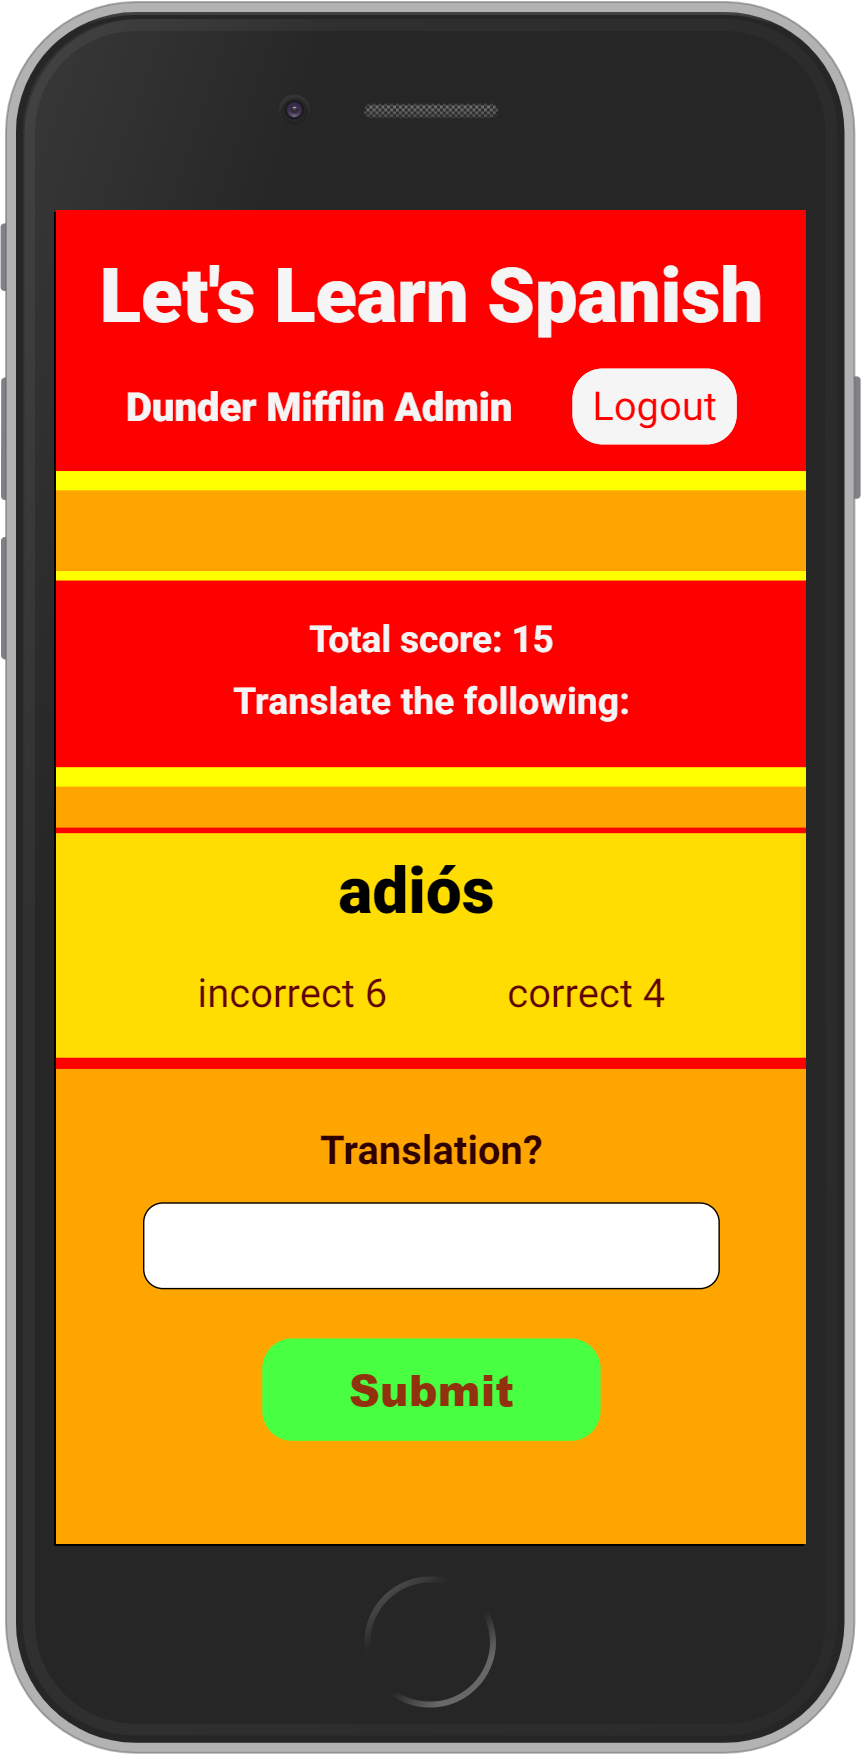 Let's Learn Spanish
Dunder Mifflin Admin Logout
Total score: 15
Translate the following:
adiós
incorrect 6 correct 4
Translation?
Submit